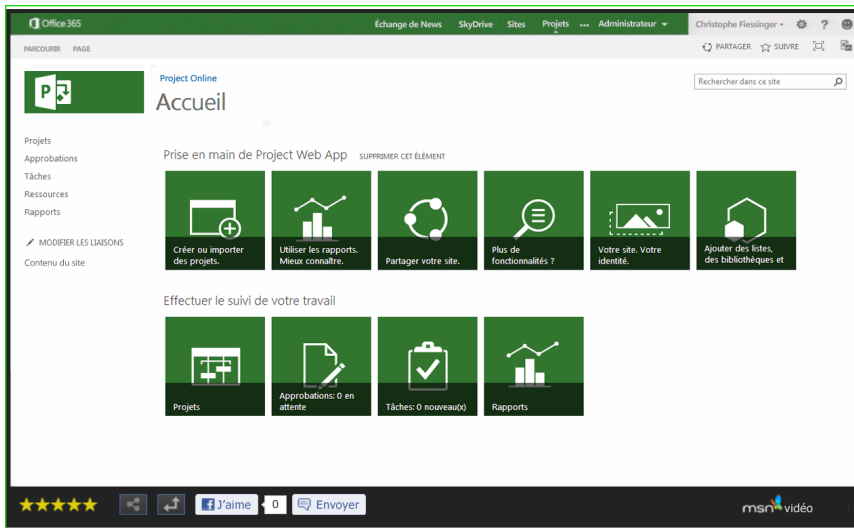 Office 365
Échange de News SkyDrive Sites Projets ... Administrateur
Christophe Fiessinger
?
PARCOURIR PAGE
PARTAGER SUIVRE
Project Online
Accueil
Rechercher dans ce site
P
Projets
Approbations
Tâches
Ressources
Rapports
MODIFIER LES LIAISONS
Contenu du site
Prise en main de Project Web App SUPPRIMER CET ÉLÉMENT
Créer ou importer
des projets.
Utiliser les rapports.
Mieux connaître.
Partager votre site.
Plus de
fonctionnalités ?
Votre site. Votre
identité.
Ajouter des listes,
des bibliothèques et
Effectuer le suivi de votre travail
Projets
Approbations: 0 en
attente
Tâches: 0 nouveau(x)
Rapports
J'aime 0 Envoyer
msn vidéo